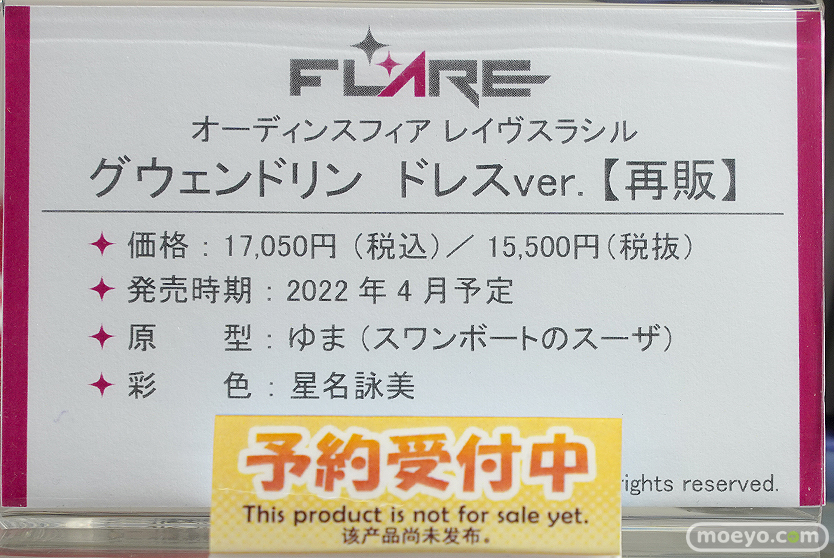 FLARE
オーディンスフィア レイヴスラシル
グウェンドリン ドレスver.【再販】
価格：17,050円（税込）／ 15,500円（税抜）
発売時期：2022 年 4 月予定
原 型：ゆま（スワンボートのスーザ）
彩 色：星名詠美
rights reserved.
予約受付中
This product is not for sale yet.
该产品尚未发布。
moeyo.com